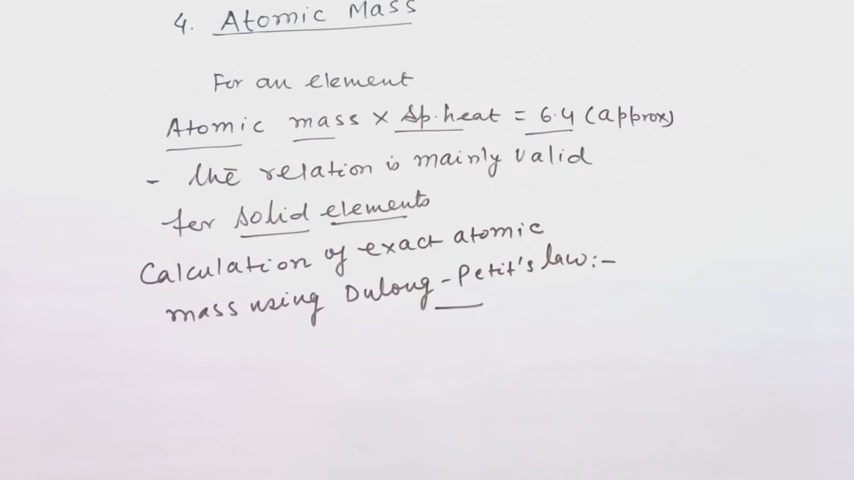 4. Atomic Mass
For an element
Atomic mass × Sp. heat = 6.4 (approx)
- The relation is mainly valid
for solid elements
Calculation of exact atomic
mass using Dulong-Petit's law:-